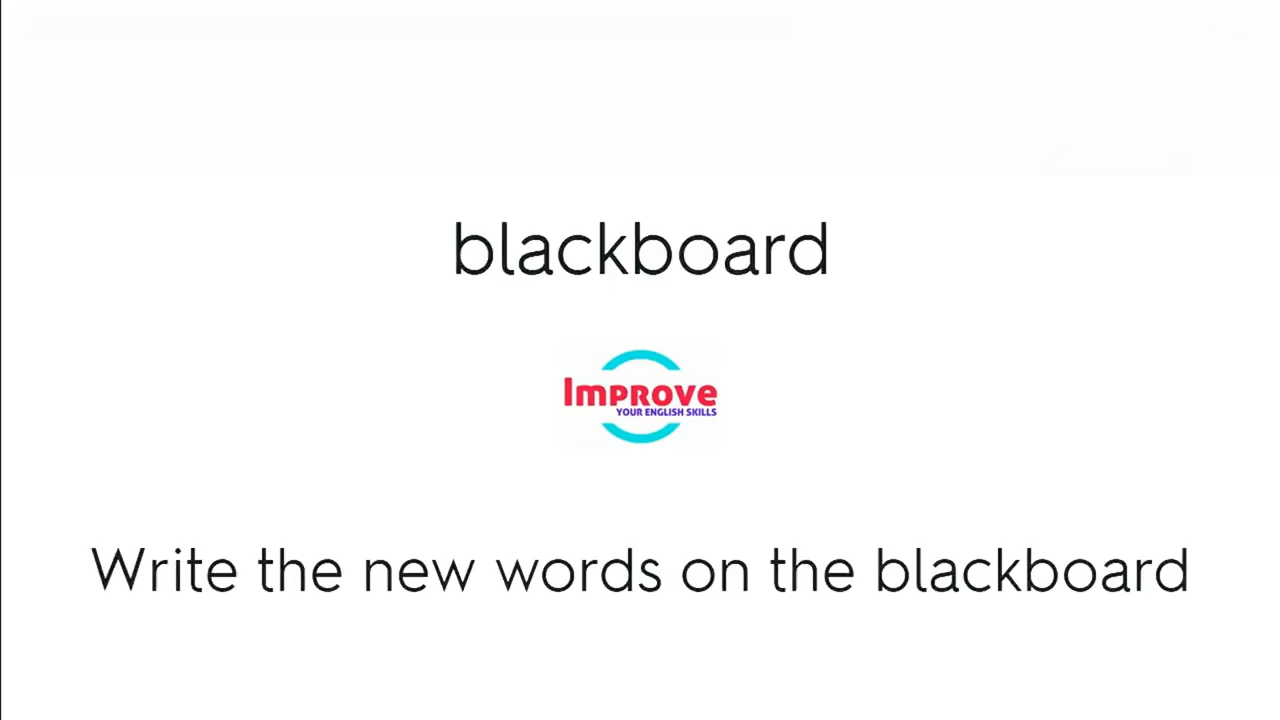 blackboard
Improve
YOUR ENGLISH SKILLS
Write the new words on the blackboard